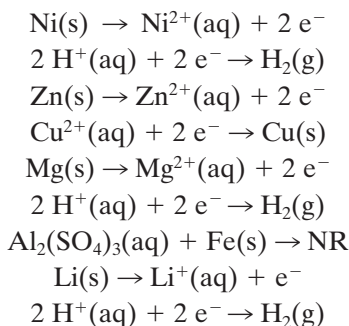 Ni(s) → Ni²⁺(aq) + 2 e⁻
2 H⁺(aq) + 2 e⁻ → H₂(g)
Zn(s) → Zn²⁺(aq) + 2 e⁻
Cu²⁺(aq) + 2 e⁻ → Cu(s)
Mg(s) → Mg²⁺(aq) + 2 e⁻
2 H⁺(aq) + 2 e⁻ → H₂(g)
Al₂(SO₄)₃(aq) + Fe(s) → NR
Li(s) → Li⁺(aq) + e⁻
2 H⁺(aq) + 2 e⁻ → H₂(g)